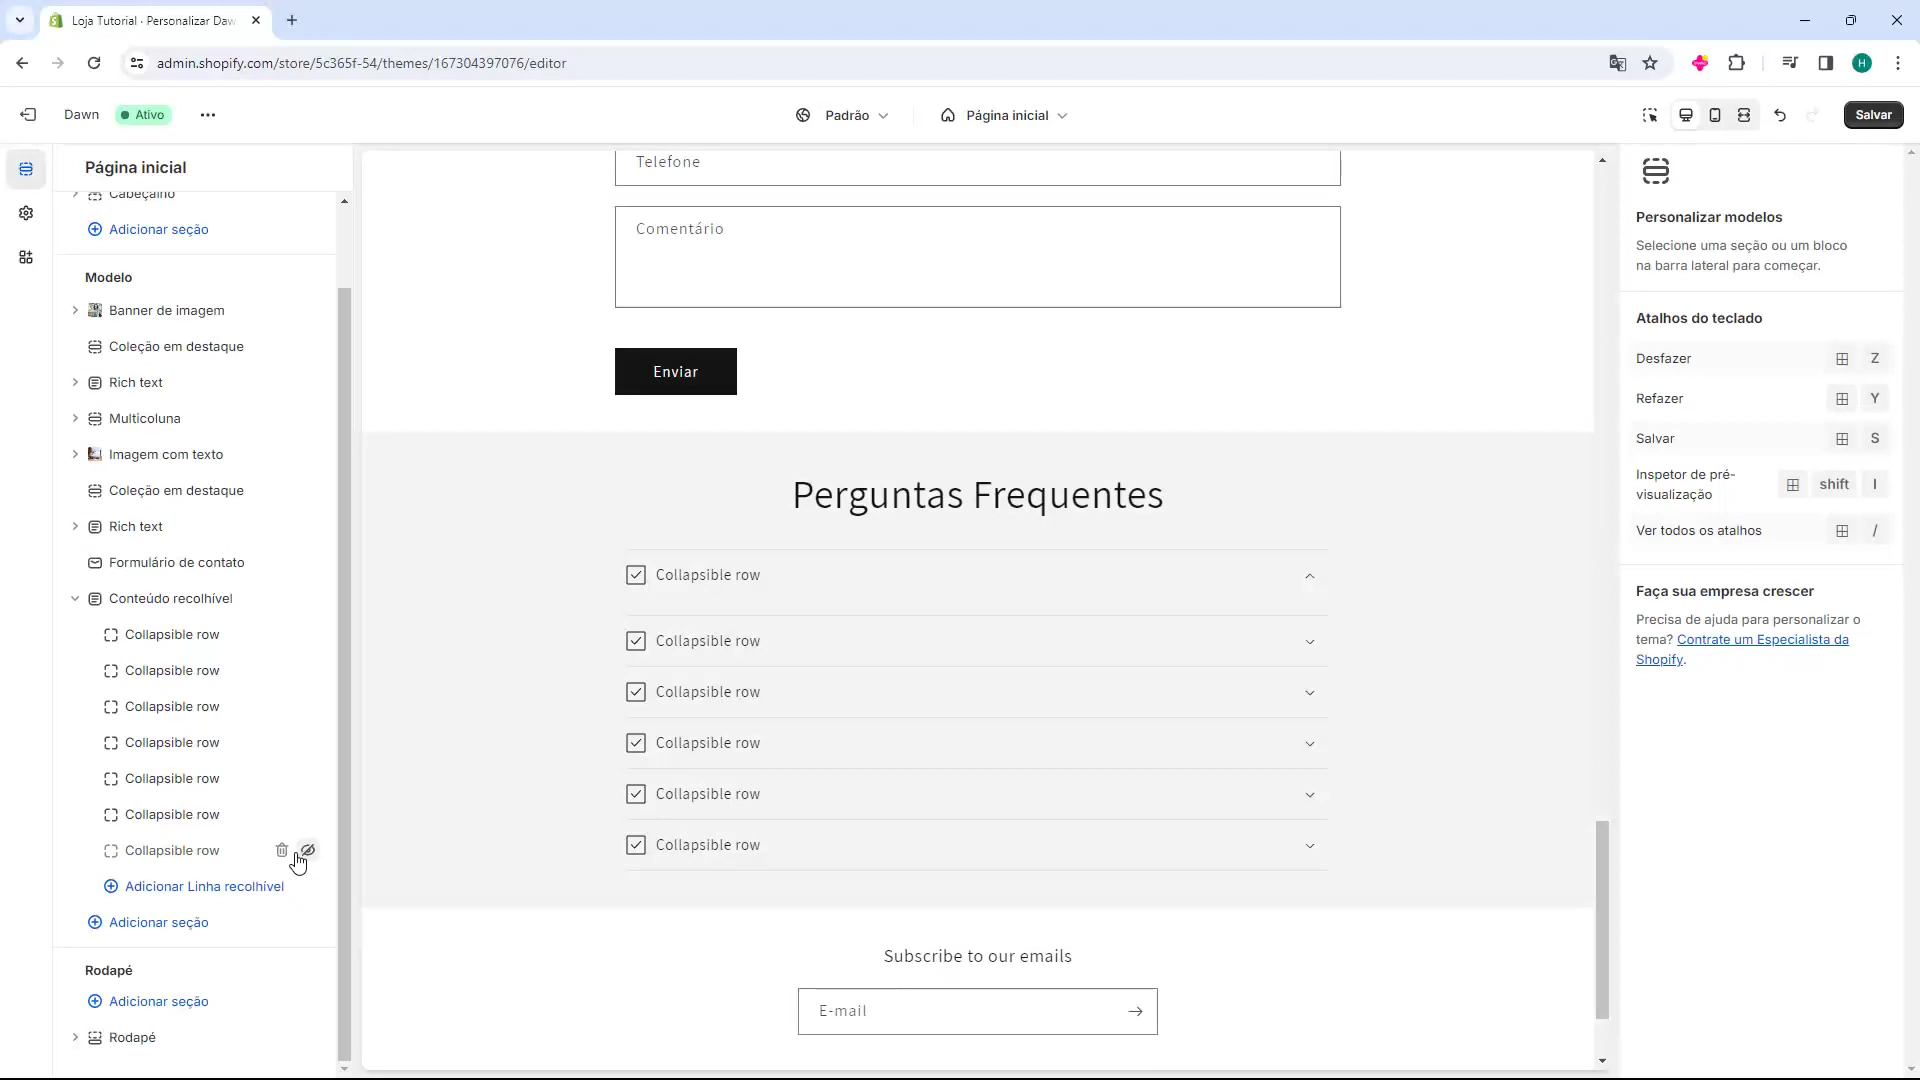 Loja Tutorial · Personalizar Daw
admin.shopify.com/store/5c365f-54/themes/167304397076/editor
H
Dawn
Ativo
Padrão
Página inicial
Salvar
Página inicial
Cabeçalho
Adicionar seção
Modelo
Banner de imagem
Coleção em destaque
Rich text
Multicoluna
Imagem com texto
Coleção em destaque
Rich text
Formulário de contato
Conteúdo recolhível
Collapsible row
Collapsible row
Collapsible row
Collapsible row
Collapsible row
Collapsible row
Collapsible row
Adicionar Linha recolhível
Adicionar seção
Rodapé
Adicionar seção
Rodapé
Telefone
Comentário
Enviar
Perguntas Frequentes
Collapsible row
Collapsible row
Collapsible row
Collapsible row
Collapsible row
Collapsible row
Subscribe to our emails
E-mail
Personalizar modelos
Selecione uma seção ou um bloco
na barra lateral para começar.
Atalhos do teclado
Desfazer Z
Refazer Y
Salvar S
Inspetor de pré-
visualização shift I
Ver todos os atalhos /
Faça sua empresa crescer
Precisa de ajuda para personalizar o
tema? Contrate um Especialista da
Shopify.